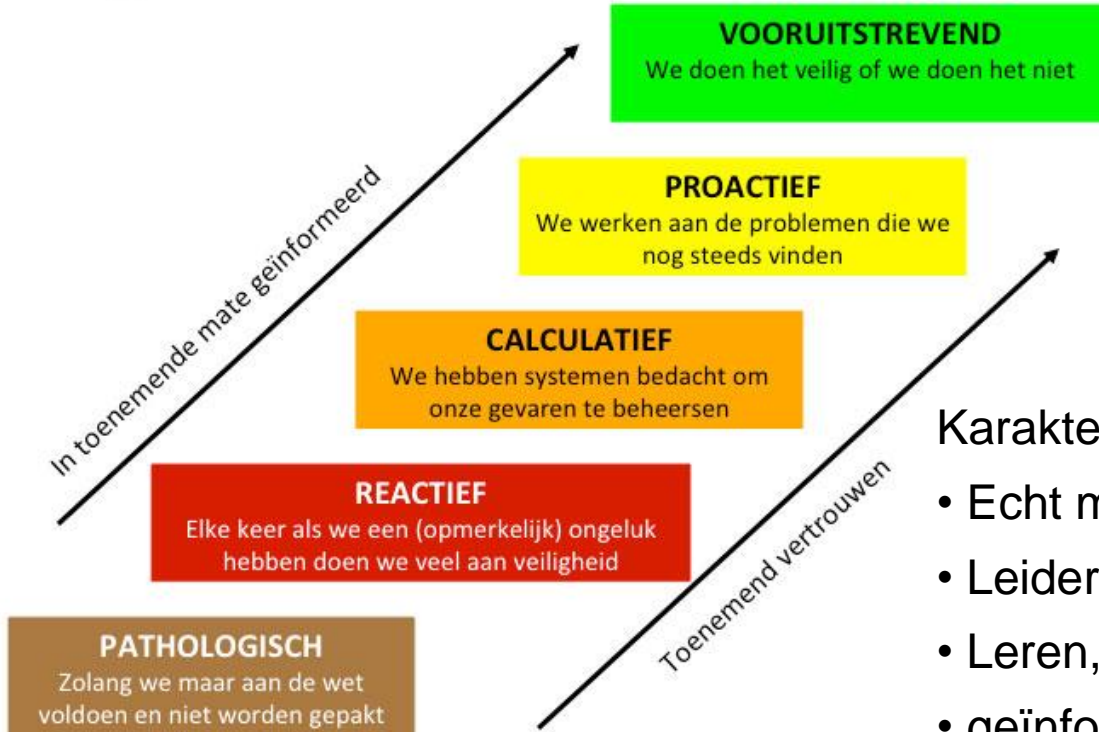 VOORUITSTREVEND
We doen het veilig of we doen het niet
In toenemende mate geïnformeerd
PROACTIEF
We werken aan de problemen die we
nog steeds vinden
CALCULATIEF
We hebben systemen bedacht om
onze gevaren te beheersen
REACTIEF
Elke keer als we een (opmerkelijk) ongeluk
hebben doen we veel aan veiligheid
Toenemend vertrouwen
PATHOLOGISCH
Zolang we maar aan de wet
voldoen en niet worden gepakt
• Echt
•
• Leren,
•